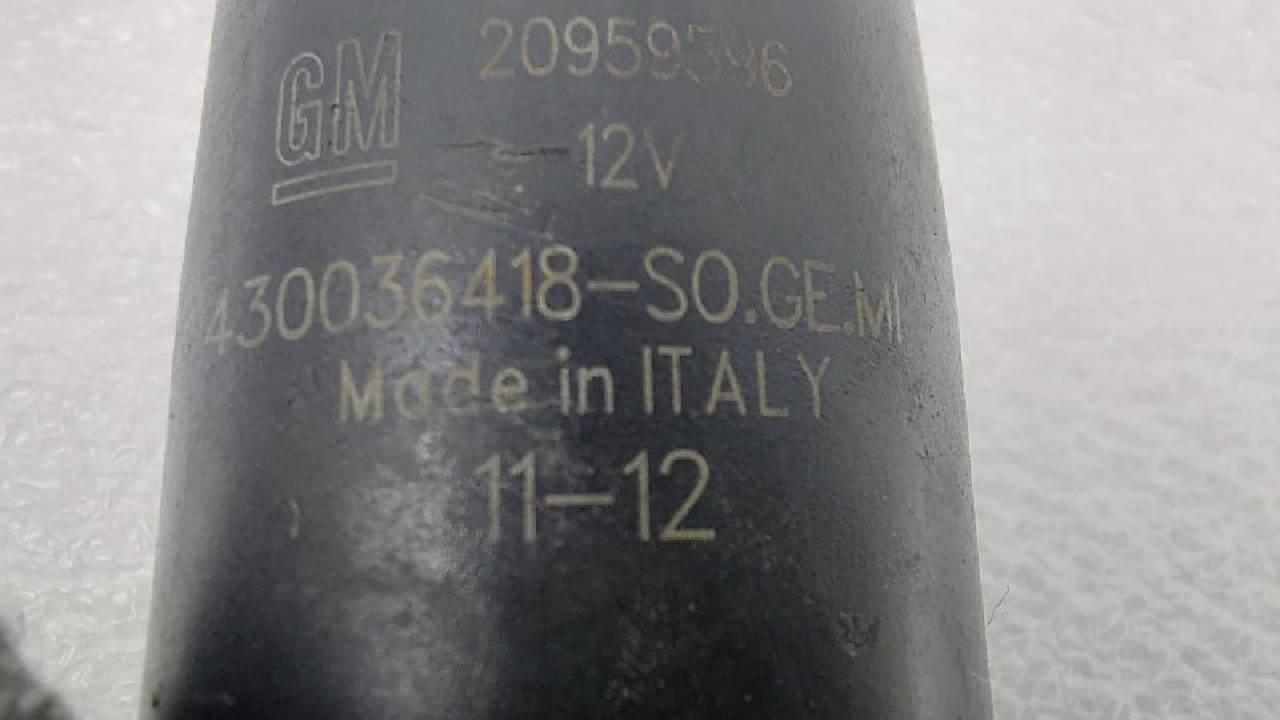 GM
20959596
12V
430036418-SO.GE.MI
Made in ITALY
11-12